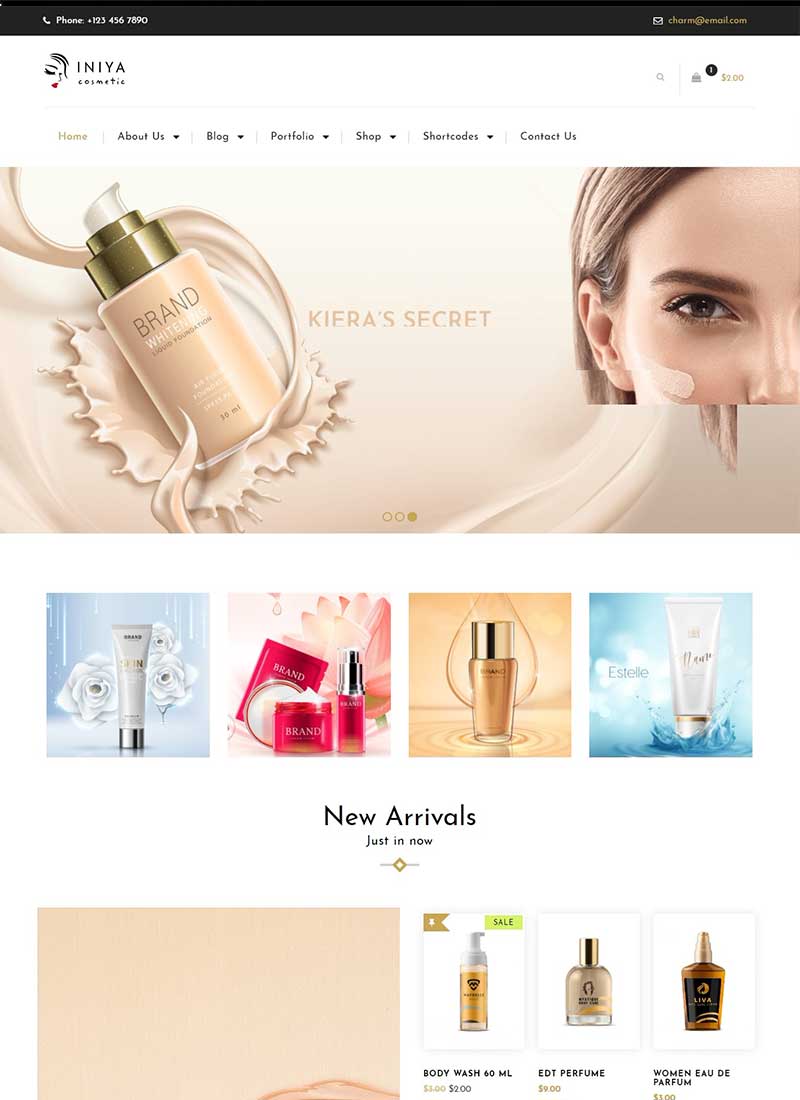 Phone: +123 456 7890
charm@email.com
INIYA
cosmetic
1
$2.00
Home
About Us
Blog
Portfolio
Shop
Shortcodes
Contact Us
BRAND
WHITENING
LIQUID FOUNDATION
30 ml
KIERA'S SECRET
BRAND
SKIN
BRAND
BRAND
BRAND
BRAND
Estelle
New Arrivals
Just in now
SALE
LIVA
BODY WASH 60 ML
$3.00 $2.00
EDT PERFUME
$9.00
WOMEN EAU DE
PARFUM
$3.00